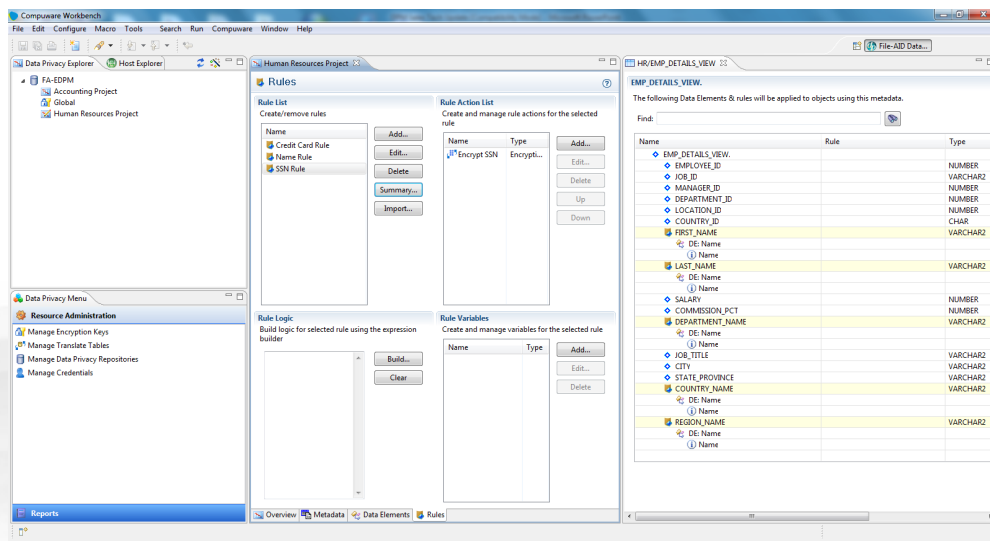 Compuware Workbench
File Edit Configure Macro Tools Search Run Compuware Window Help
File-AID Data...
Data Privacy Explorer Host Explorer
FA-EDPM
Accounting Project
Global
Human Resources Project
Data Privacy Menu
Resource Administration
Manage Encryption Keys
Manage Translate Tables
Manage Data Privacy Repositories
Manage Credentials
Reports
Human Resources Project
Rules
Rule List
Create/remove rules
Name
Credit Card Rule
Name Rule
SSN Rule
Add...
Edit...
Delete
Summary...
Import...
Rule Action List
Create and manage rule actions for the selected
rule
Name Type
Encrypt SSN Encrypti...
Add...
Edit...
Delete
Up
Down
Rule Logic
Build logic for selected rule using the expression
builder
Build...
Clear
Rule Variables
Create and manage variables for the selected rule
Name Type
Add...
Edit...
Delete
Overview Metadata Data Elements Rules
HR/EMP_DETAILS_VIEW
EMP_DETAILS_VIEW.
The following Data Elements & rules will be applied to objects using this metadata.
Find:
Name Rule Type
EMP_DETAILS_VIEW.
EMPLOYEE_ID NUMBER
JOB_ID VARCHAR2
MANAGER_ID NUMBER
DEPARTMENT_ID NUMBER
LOCATION_ID NUMBER
COUNTRY_ID CHAR
FIRST_NAME VARCHAR2
DE: Name
Name
LAST_NAME VARCHAR2
DE: Name
Name
SALARY NUMBER
COMMISSION_PCT NUMBER
DEPARTMENT_NAME VARCHAR2
DE: Name
Name
JOB_TITLE VARCHAR2
CITY VARCHAR2
STATE_PROVINCE VARCHAR2
COUNTRY_NAME VARCHAR2
DE: Name
Name
REGION_NAME VARCHAR2
DE: Name
Name